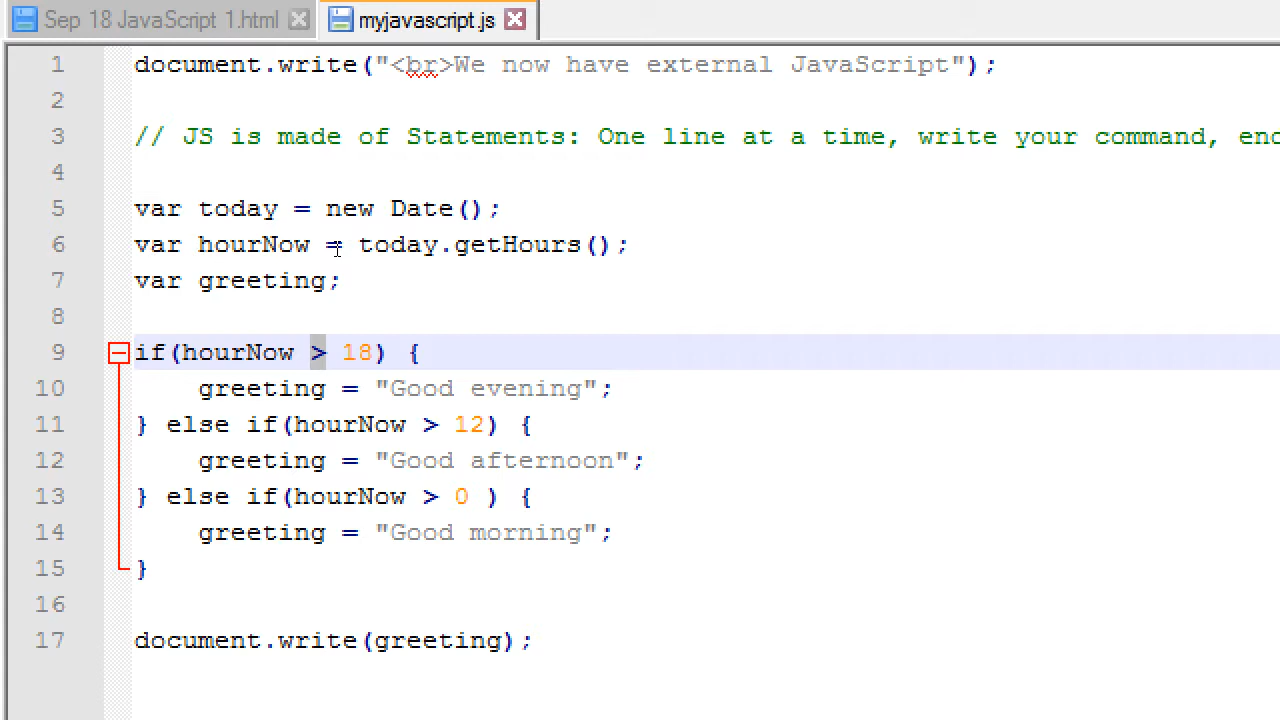 Sep 18 JavaScript 1.html myjavascript.js
1 document.write("<br>We now have external JavaScript");
2
3 // JS is made of Statements: One line at a time, write your command, end
4
5 var today = new Date();
6 var hourNow = today.getHours();
7 var greeting;
8
9 if(hourNow > 18) {
10 greeting = "Good evening";
11 } else if(hourNow > 12) {
12 greeting = "Good afternoon";
13 } else if(hourNow > 0 ) {
14 greeting = "Good morning";
15 }
16
17 document.write(greeting);